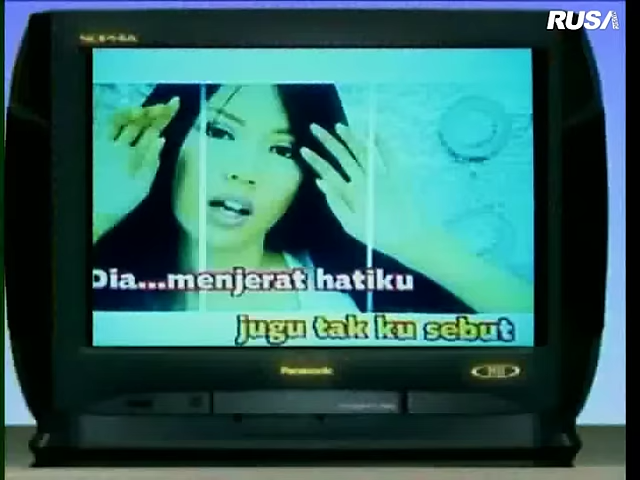 RUSA
Dia...menjerat hatiku
jugu tak ku sebut
Panasonic